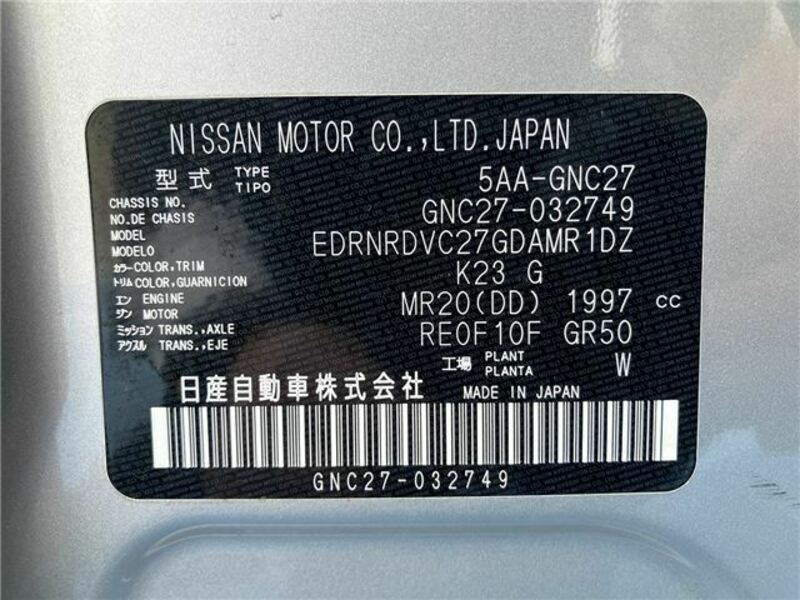 NISSAN MOTOR CO.,LTD.JAPAN
型式 TYPE TIPO 5AA-GNC27
CHASSIS NO. NO.DE CHASIS GNC27-032749
MODEL MODELO EDRNRDVC27GDAMR1DZ
カラー COLOR,TRIM トリム COLOR,GUARNICION K23 G
エンジン ENGINE MOTOR MR20(DD) 1997 cc
ミッション TRANS.,AXLE アクスル TRANS.,EJE RE0F10F GR50
工場 PLANT PLANTA W
日産自動車株式会社 MADE IN JAPAN
GNC27-032749